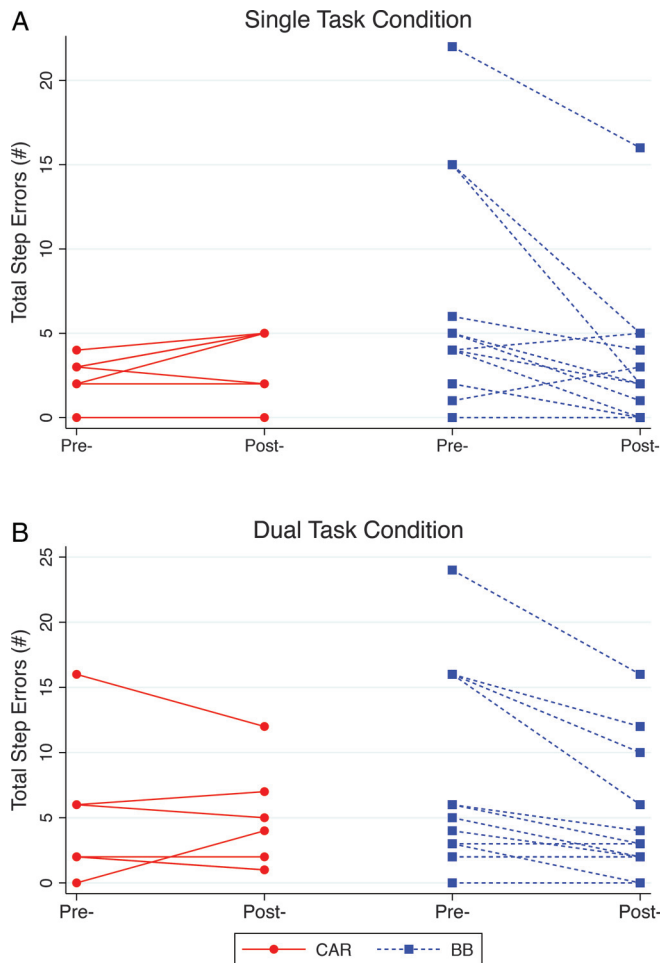 A
Single Task Condition
Total Step Errors (#)
20
15
10
5
0
Pre-
Post-
Pre-
Post-
B
Dual Task Condition
Total Step Errors (#)
25
20
15
10
5
0
Pre-
Post-
Pre-
Post-
CAR
BB